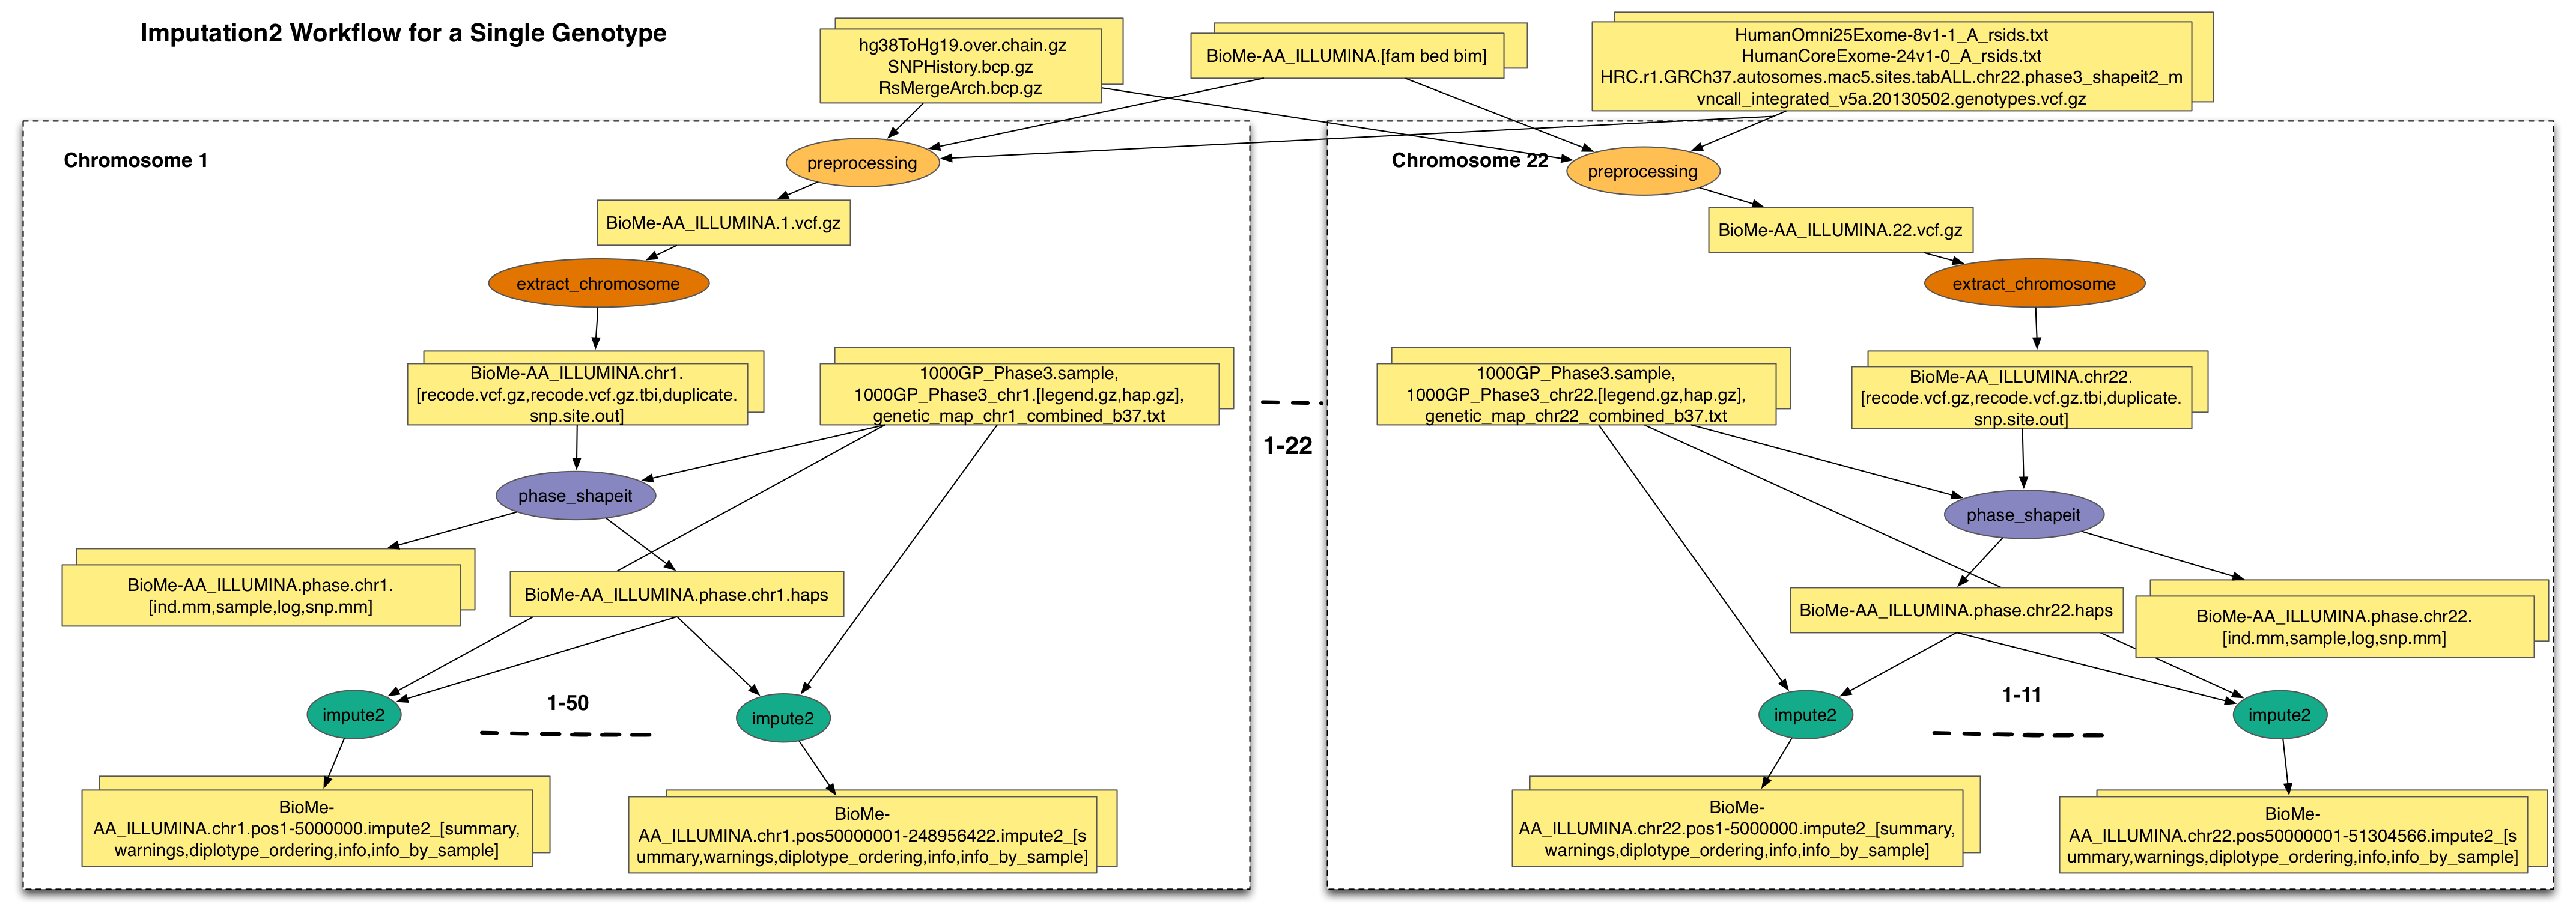 Imputation2 Workflow for a Single Genotype
hg38ToHg19.over.chain.gz
SNPHistory.bcp.gz
RsMergeArch.bcp.gz
BioMe-AA_ILLUMINA.[fam bed bim]
HumanOmni25Exome-8v1-1_A_rsids.txt
HumanCoreExome-24v1-0_A_rsids.txt
HRC.r1.GRCh37.autosomes.mac5.sites.tabALL.chr22.phase3_shapeit2_m
vncall_integrated_v5a.20130502.genotypes.vcf.gz
Chromosome 1
preprocessing
BioMe-AA_ILLUMINA.1.vcf.gz
extract_chromosome
BioMe-AA_ILLUMINA.chr1.
[recode.vcf.gz,recode.vcf.gz.tbi,duplicate.
snp.site.out]
1000GP_Phase3.sample,
1000GP_Phase3_chr1.[legend.gz,hap.gz],
genetic_map_chr1_combined_b37.txt
phase_shapeit
BioMe-AA_ILLUMINA.phase.chr1.
[ind.mm,sample,log,snp.mm]
BioMe-AA_ILLUMINA.phase.chr1.haps
impute2
1-50
impute2
BioMe-
AA_ILLUMINA.chr1.pos1-5000000.impute2_[summary,
warnings,diplotype_ordering,info,info_by_sample]
BioMe-
AA_ILLUMINA.chr1.pos50000001-248956422.impute2_[s
ummary,warnings,diplotype_ordering,info,info_by_sample]
1-22
Chromosome 22
preprocessing
BioMe-AA_ILLUMINA.22.vcf.gz
extract_chromosome
1000GP_Phase3.sample,
1000GP_Phase3_chr22.[legend.gz,hap.gz],
genetic_map_chr22_combined_b37.txt
BioMe-AA_ILLUMINA.chr22.
[recode.vcf.gz,recode.vcf.gz.tbi,duplicate.
snp.site.out]
phase_shapeit
BioMe-AA_ILLUMINA.phase.chr22.haps
BioMe-AA_ILLUMINA.phase.chr22.
[ind.mm,sample,log,snp.mm]
impute2
1-11
impute2
BioMe-
AA_ILLUMINA.chr22.pos1-5000000.impute2_[summary,
warnings,diplotype_ordering,info,info_by_sample]
BioMe-
AA_ILLUMINA.chr22.pos50000001-51304566.impute2_[s
ummary,warnings,diplotype_ordering,info,info_by_sample]